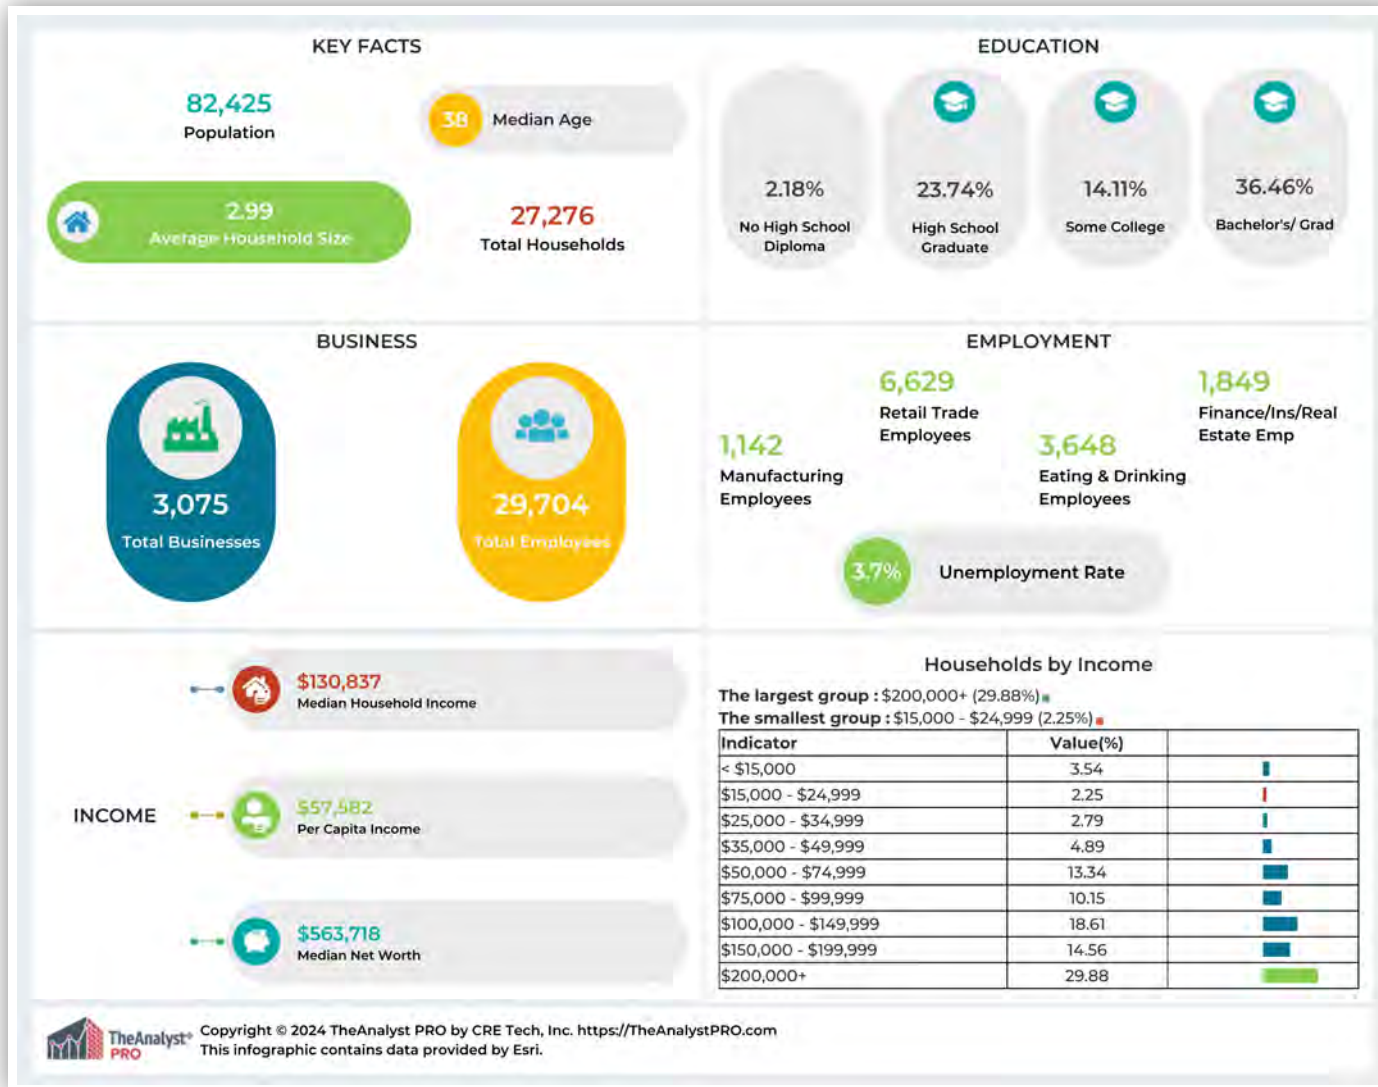 KEY FACTS
82,425
Population
38
Median Age
2.99
Average Household Size
27,276
Total Households
EDUCATION
2.18%
No High School
Diploma
23.74%
High School
Graduate
14.11%
Some College
36.46%
Bachelor's/ Grad
BUSINESS
3,075
Total Businesses
29,704
Total Employees
EMPLOYMENT
1,142
Manufacturing
Employees
6,629
Retail Trade
Employees
3,648
Eating & Drinking
Employees
1,849
Finance/Ins/Real
Estate Emp
3.7%
Unemployment Rate
INCOME
$130,837
Median Household Income
$57,582
Per Capita Income
$563,718
Median Net Worth
Households by Income
The largest group : $200,000+ (29.88%)
The smallest group : $15,000 - $24,999 (2.25%)
Indicator Value(%)
< $15,000 3.54
$15,000 - $24,999 2.25
$25,000 - $34,999 2.79
$35,000 - $49,999 4.89
$50,000 - $74,999 13.34
$75,000 - $99,999 10.15
$100,000 - $149,999 18.61
$150,000 - $199,999 14.56
$200,000+ 29.88
TheAnalyst®
PRO
Copyright © 2024 TheAnalyst PRO by CRE Tech, Inc. https://TheAnalystPRO.com
This infographic contains data provided by Esri.